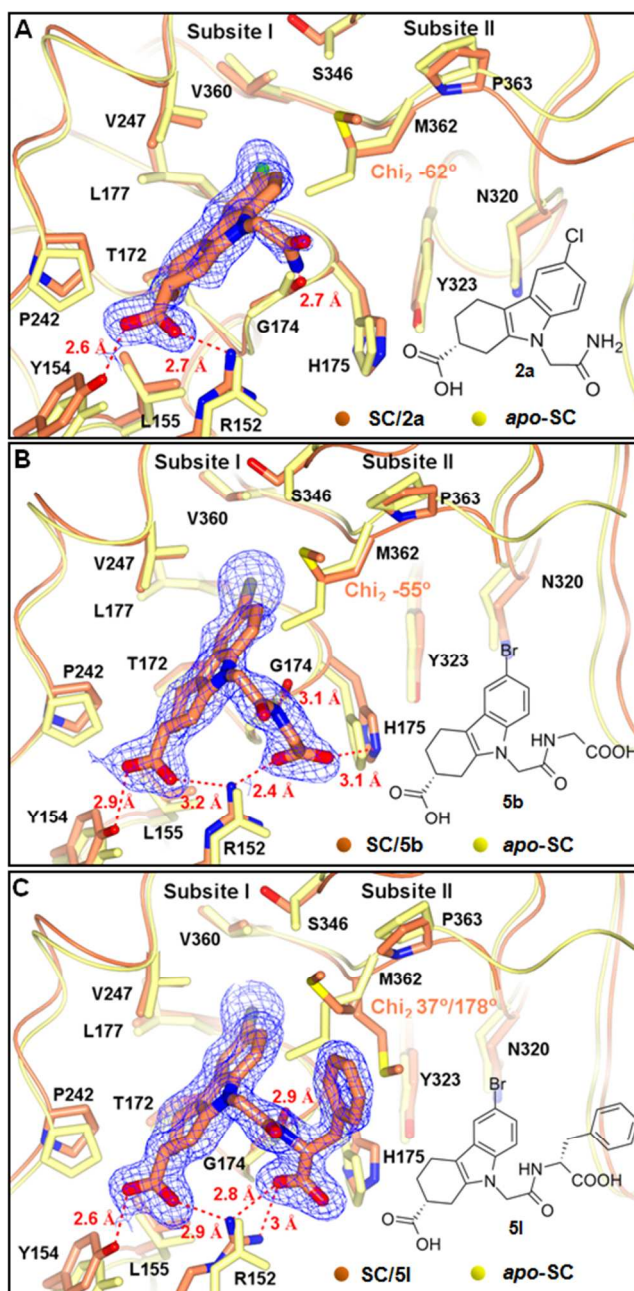 A
Subsite I
Subsite II
S346
V360
P363
V247
M362
Chi₂ -62º
L177
N320
Cl
T172
Y323
P242
2.7 Å
G174
2.6 Å
2.7 Å
H175
N
NH₂
O
O
OH
2a
Y154
L155
R152
SC/2a
apo-SC
B
Subsite I
Subsite II
S346
V360
P363
V247
M362
L177
Chi₂ -55º
N320
Br
T172
G174
Y323
P242
3.1 Å
H175
HN
COOH
N
O
O
OH
5b
2.9 Å
3.2 Å
2.4 Å
3.1 Å
Y154
L155
R152
SC/5b
apo-SC
C
Subsite I
Subsite II
S346
P363
V360
V247
M362
L177
Chi₂ 37º/178º
N320
Br
P242
T172
2.9 Å
Y323
G174
H175
HN
COOH
N
O
O
OH
5l
2.6 Å
2.9 Å
2.8 Å
3 Å
Y154
L155
R152
SC/5l
apo-SC